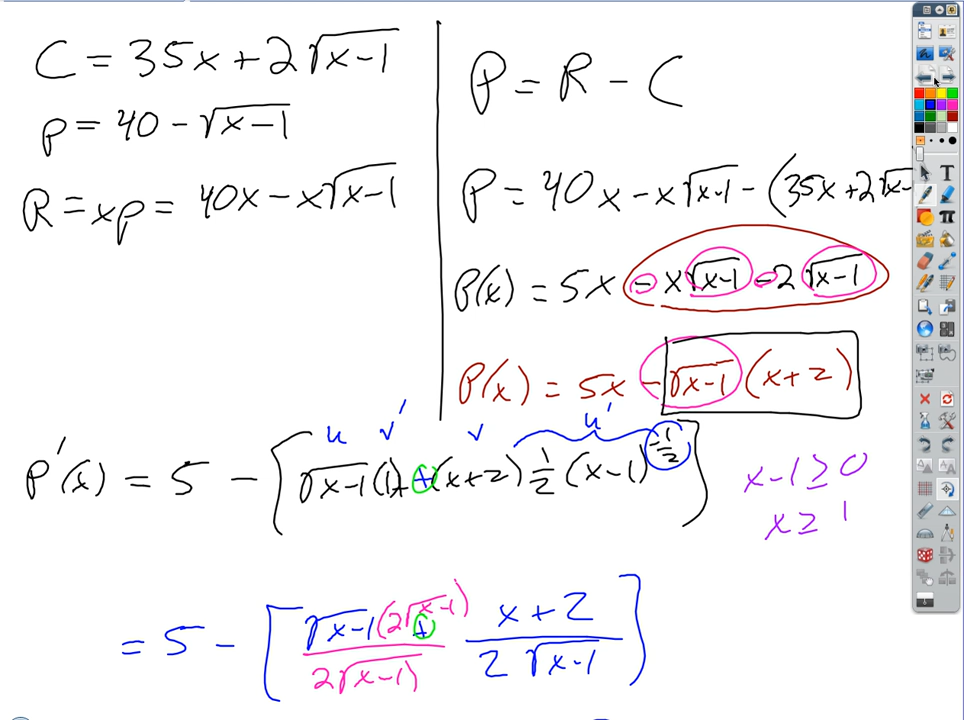 C = 35x + 2√(x-1)
p = 40 - √(x-1)
R = xp = 40x - x√(x-1)
P = R - C
P = 40x - x√(x-1) - (35x + 2√(x-
P(x) = 5x - x√(x-1) - 2√(x-1)
P(x) = 5x - √(x-1) (x+2)
u v' v u'
P'(x) = 5 - [√(x-1) (1) + (x+2) 1/2 (x-1)^(-1/2)]
x-1 ≥ 0
x ≥ 1
= 5 - [√(x-1) (2√(x-1)) / 2√(x-1) + x+2 / 2√(x-1)]
T
π